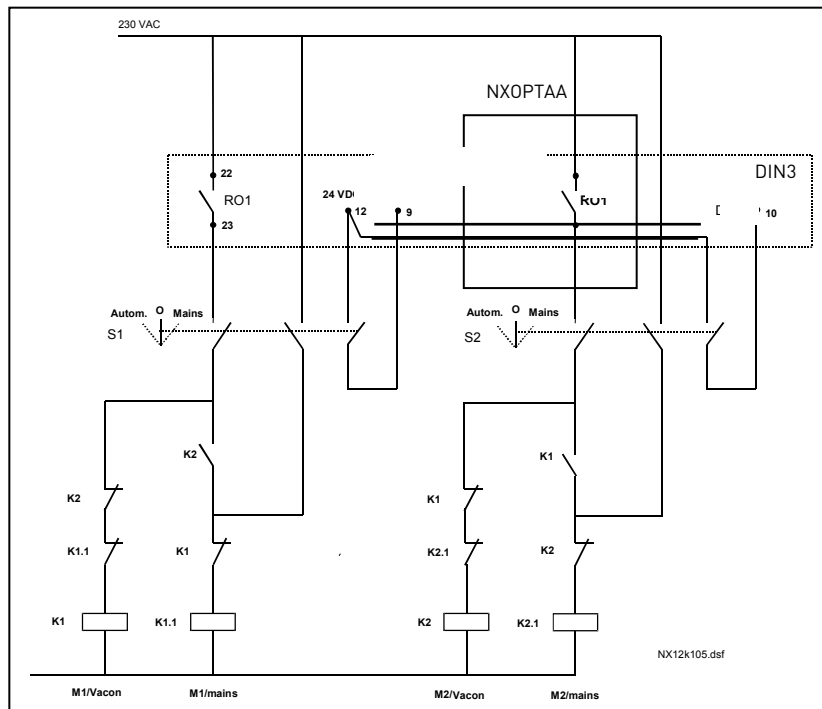 230 VAC
NXOPTAA
DIN3
22
RO1
23
24 VD
12
9
RO1
10
Autom. O Mains
S1
Autom. O Mains
S2
K2
K1
K2
K1
K1.1
K1
K2.1
K2
K1
K1.1
K2
K2.1
NX12k105.dsf
M1/Vacon
M1/mains
M2/Vacon
M2/mains